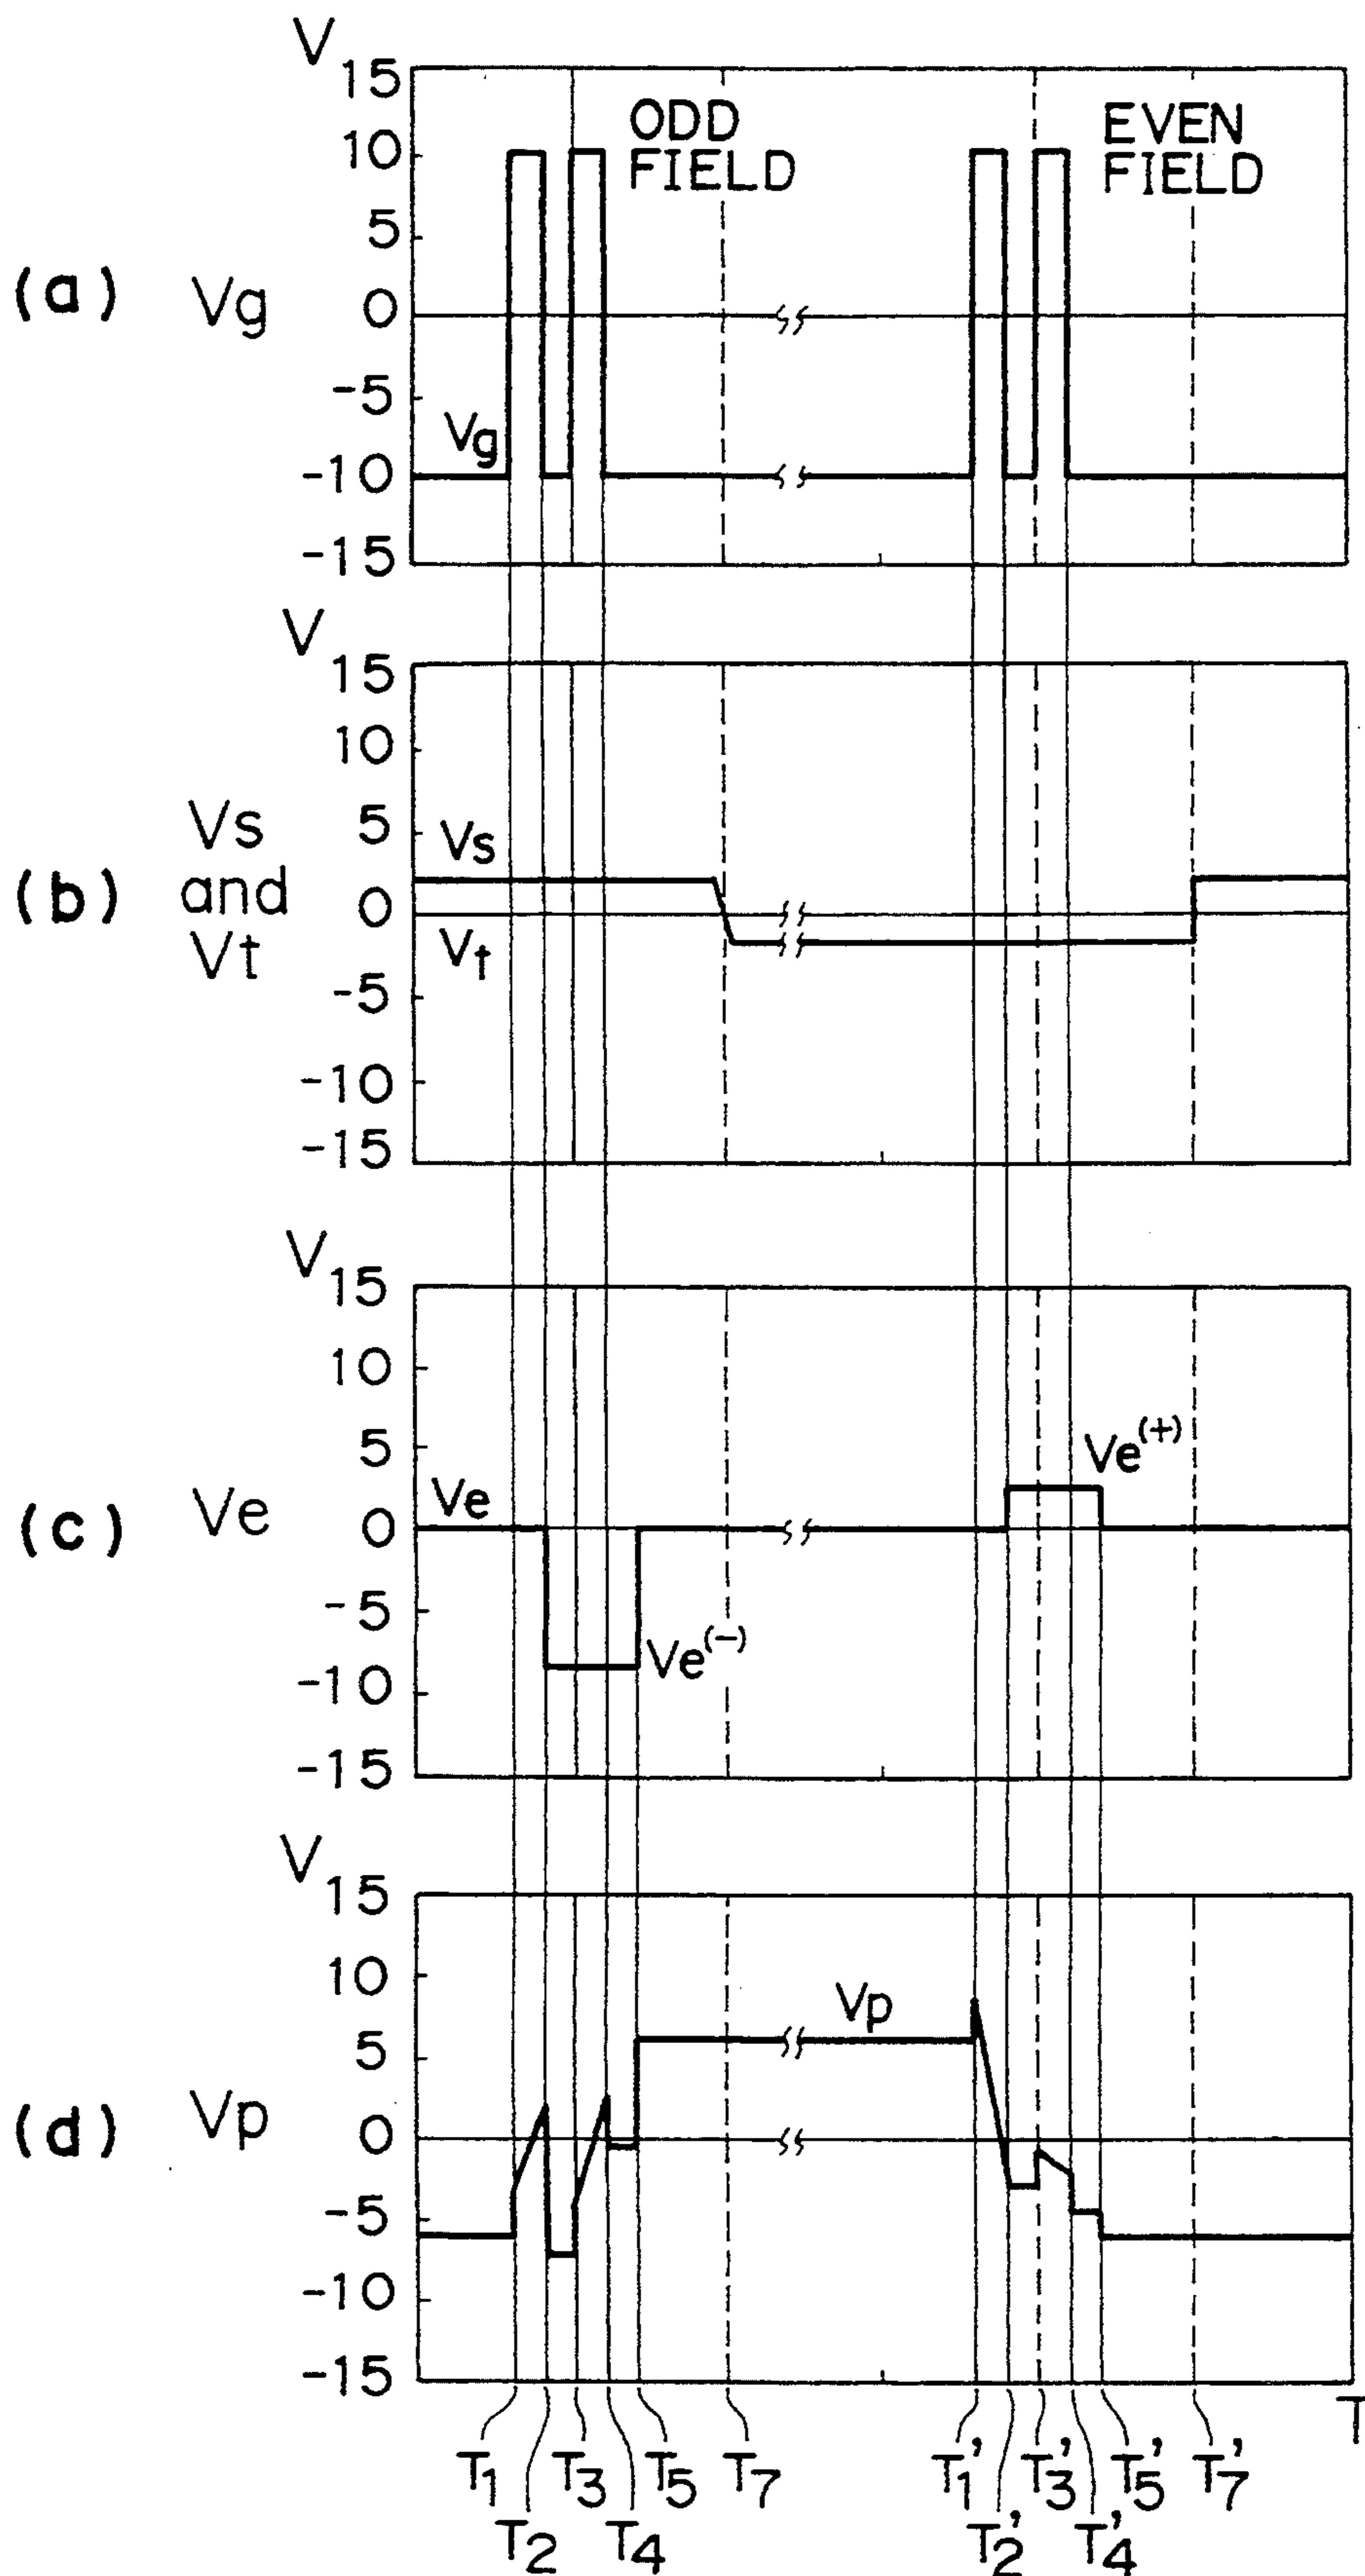 V
15
ODD
FIELD
EVEN
FIELD
10
5
(a) Vg
0
-5
Vg
-10
-15
V
15
10
5
Vs
(b) Vs
and
Vt
0
Vt
-5
-10
-15
V
15
10
5
Ve(+)
(c) Ve
Ve
0
-5
Ve(-)
-10
-15
V
15
10
Vp
5
(d) Vp
0
-5
-10
-15
T
T1 T3 T5 T7 T1' T3' T5' T7'
T2 T4 T2' T4'